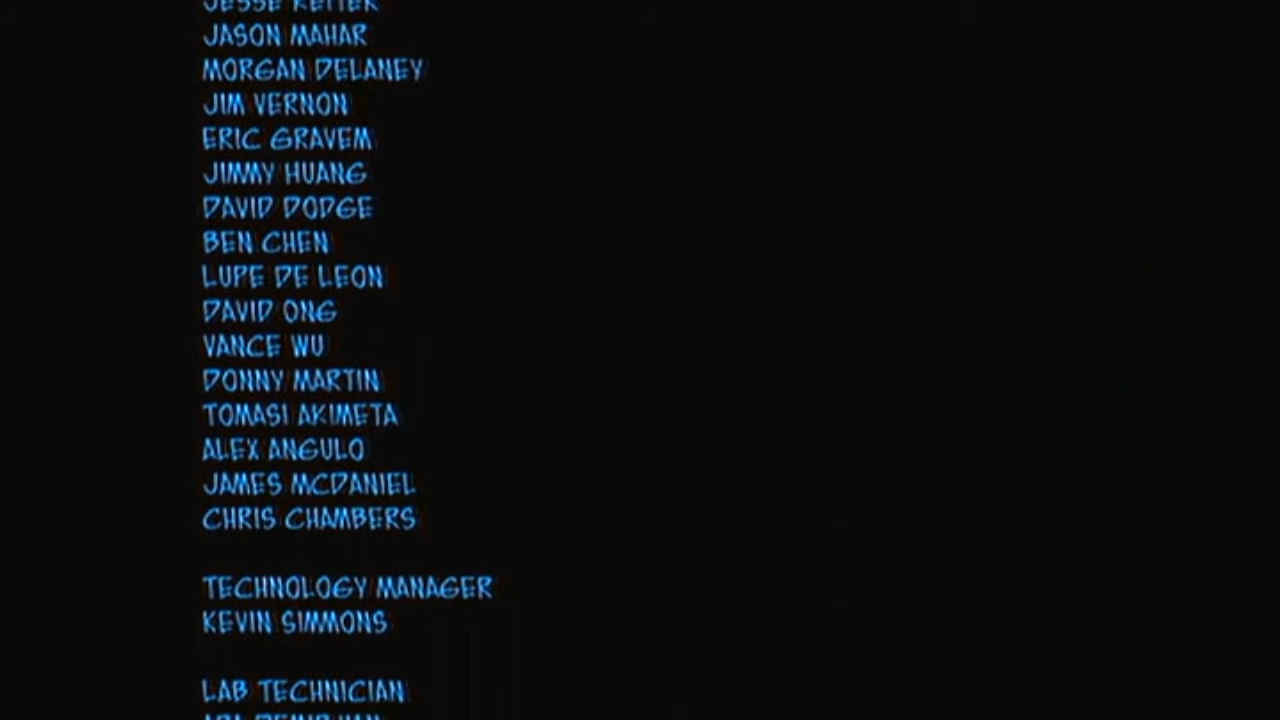 JASON MAHAR
MORGAN DELANEY
JIM VERNON
ERIC GRAVEM
JIMMY HUANG
DAVID DODGE
BEN CHEN
LUPE DE LEON
DAVID ONG
VANCE WU
DONNY MARTIN
TOMASI AKIMETA
ALEX ANGULO
JAMES MCDANIEL
CHRIS CHAMBERS
TECHNOLOGY MANAGER
KEVIN SIMMONS
LAB TECHNICIAN